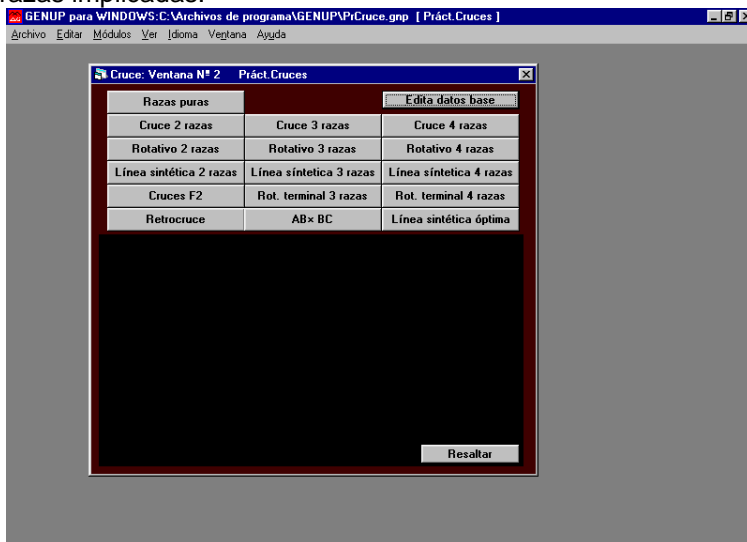 razas implicadas.
GENUP para WINDOWS:C:\Archivos de programa\GENUP\PrCruce.gnp [ Práct.Cruces ]
Archivo Editar Módulos Ver Idioma Ventana Ayuda
Cruce: Ventana Nº 2 Práct.Cruces
Razas puras Edita datos base
Cruce 2 razas Cruce 3 razas Cruce 4 razas
Rotativo 2 razas Rotativo 3 razas Rotativo 4 razas
Línea sintética 2 razas Línea síntetica 3 razas Línea síntetica 4 razas
Cruces F2 Rot. terminal 3 razas Rot. terminal 4 razas
Retrocruce AB× BC Línea sintética óptima
Resaltar